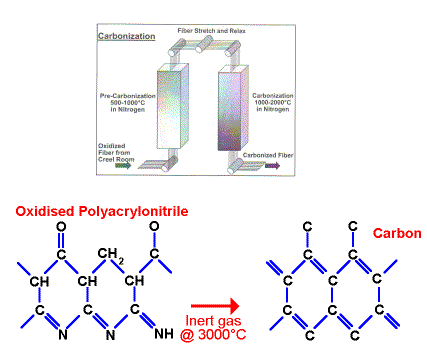 Carbonization
Fiber Stretch and Relax
Pre-Carbonization
500-1000°C
in Nitrogen
Carbonization
1000-2000°C
in Nitrogen
Oxidized
Fiber from
Creel Room
Carbonized Fiber
Oxidised Polyacrylonitrile
Carbon
O
O
C
CH2
C
CH
CH
CH
C
C
C
N
N
NH
Inert gas
@ 3000°C
C
C
C
C
C
C
C
C
C
C
C
C